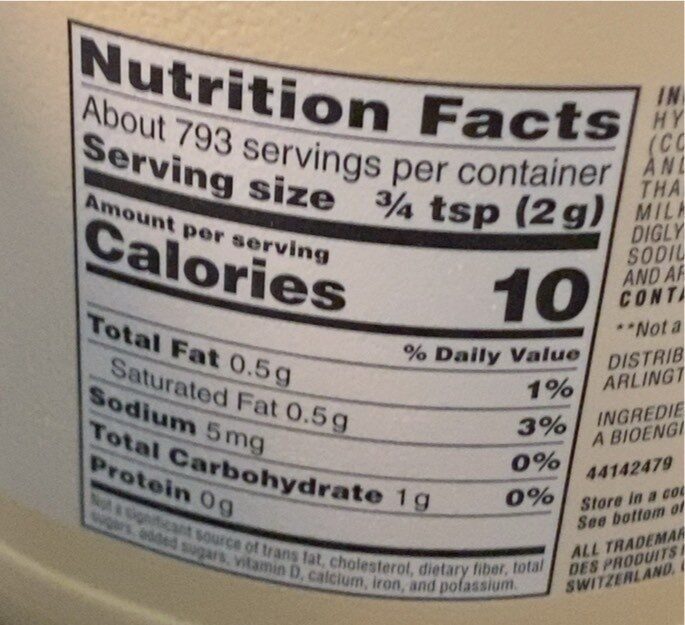 Nutrition Facts
About 793 servings per container
Serving size ¾ tsp (2g)
Amount per serving
Calories 10
% Daily Value
Total Fat 0.5g 1%
Saturated Fat 0.5g 3%
Sodium 5mg 0%
Total Carbohydrate 1g 0%
Protein 0g
Not a significant source of trans fat, cholesterol, dietary fiber, total
sugars, added sugars, vitamin D, calcium, iron, and potassium.
IN
HY
(CO
AND
THA
MILK
DIGLY
SODIU
AND AR
CONTA
**Not a
DISTRIB
ARLINGT
INGREDIE
A BIOENGI
44142479
Store in a coo
See bottom of
ALL TRADEMAR
DES PRODUITS
SWITZERLAND,